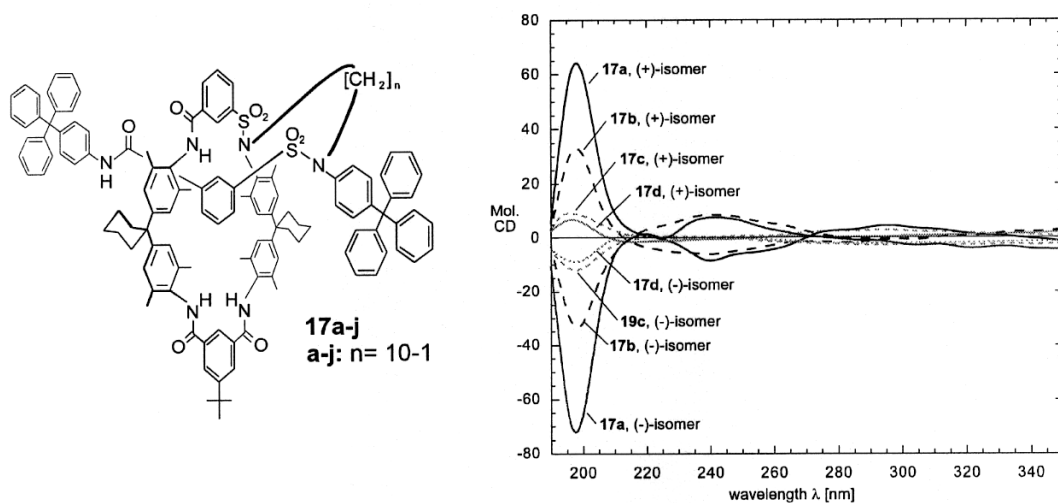 [CH₂]ₙ
O
S
O₂
N
O
N
H
O₂
S
N
O
N
H
N
H
H
N
O
O
17a-j
a-j: n= 10-1
80
60
40
20
0
-20
-40
-60
-80
Mol.
CD
17a, (+)-isomer
17b, (+)-isomer
17c, (+)-isomer
17d, (+)-isomer
17d, (-)-isomer
19c, (-)-isomer
17b, (-)-isomer
17a, (-)-isomer
200 220 240 260 280 300 320 340
wavelength λ [nm]